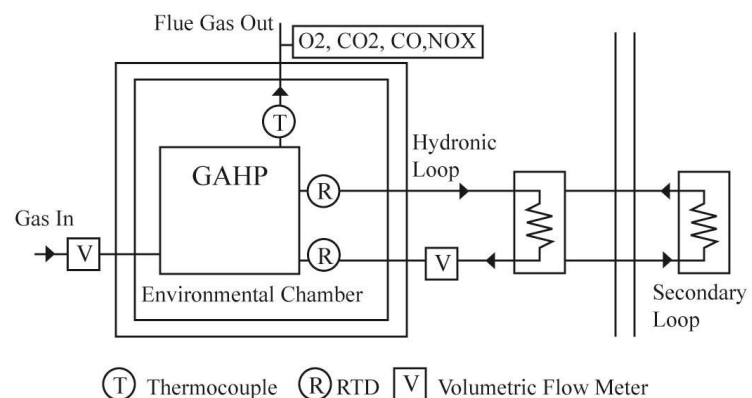 Flue Gas Out
O2, CO2, CO,NOX
T
Hydronic
Loop
GAHP
R
Gas In
V
R
V
Environmental Chamber
Secondary
Loop
T Thermocouple R RTD V Volumetric Flow Meter